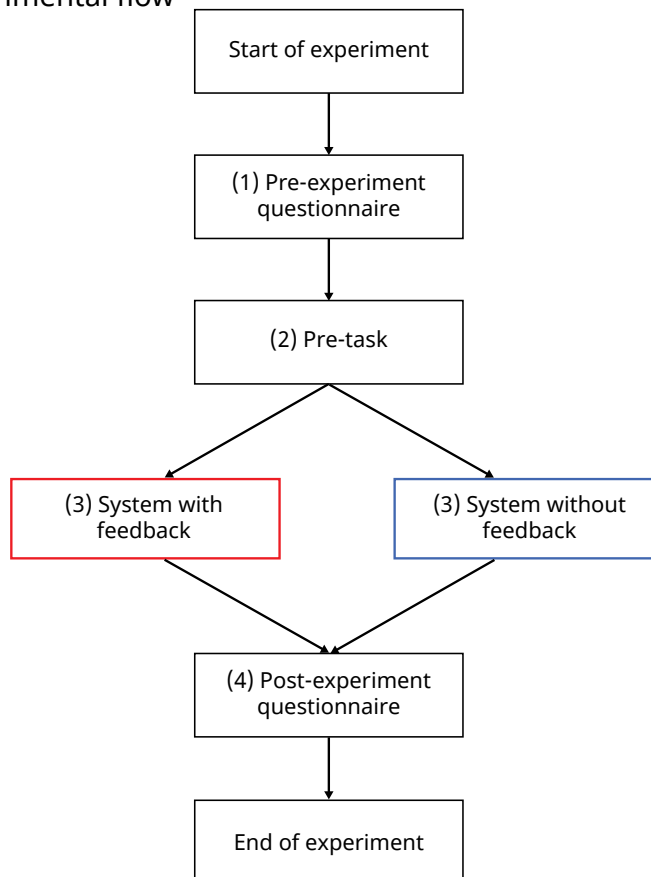 flow
Start of experiment
(1) Pre-experiment
questionnaire
(2) Pre-task
(3) System with
feedback
(3) System without
feedback
(4) Post-experiment
questionnaire
End of experiment